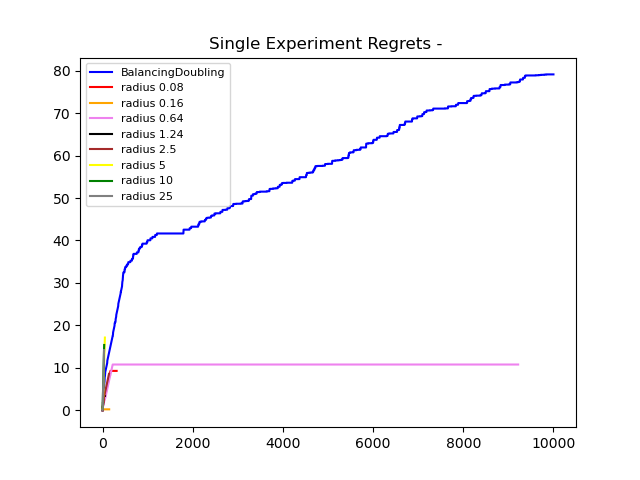 Single Experiment Regrets -
BalancingDoubling
radius 0.08
radius 0.16
radius 0.64
radius 1.24
radius 2.5
radius 5
radius 10
radius 25
80
70
60
50
40
30
20
10
0
0 2000 4000 6000 8000 10000